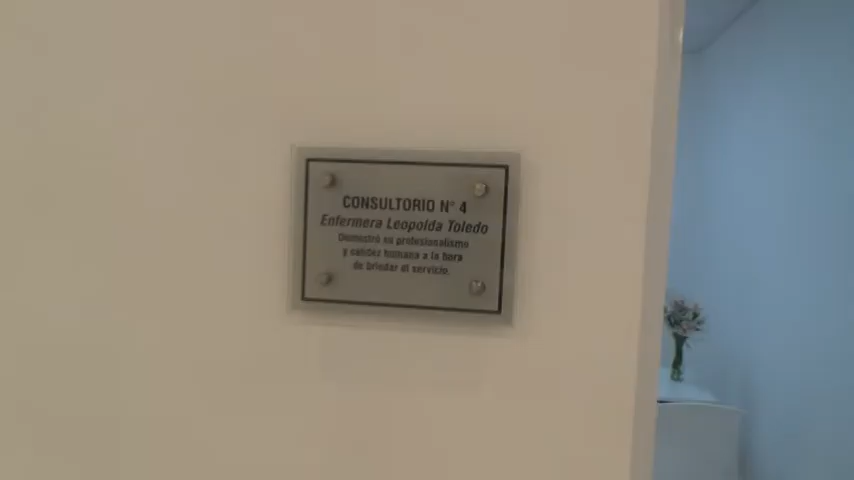 CONSULTORIO N° 4
Enfermera Leopolda Toledo
Demostró su profesionalismo
y calidez humana a la hora
de brindar el servicio.